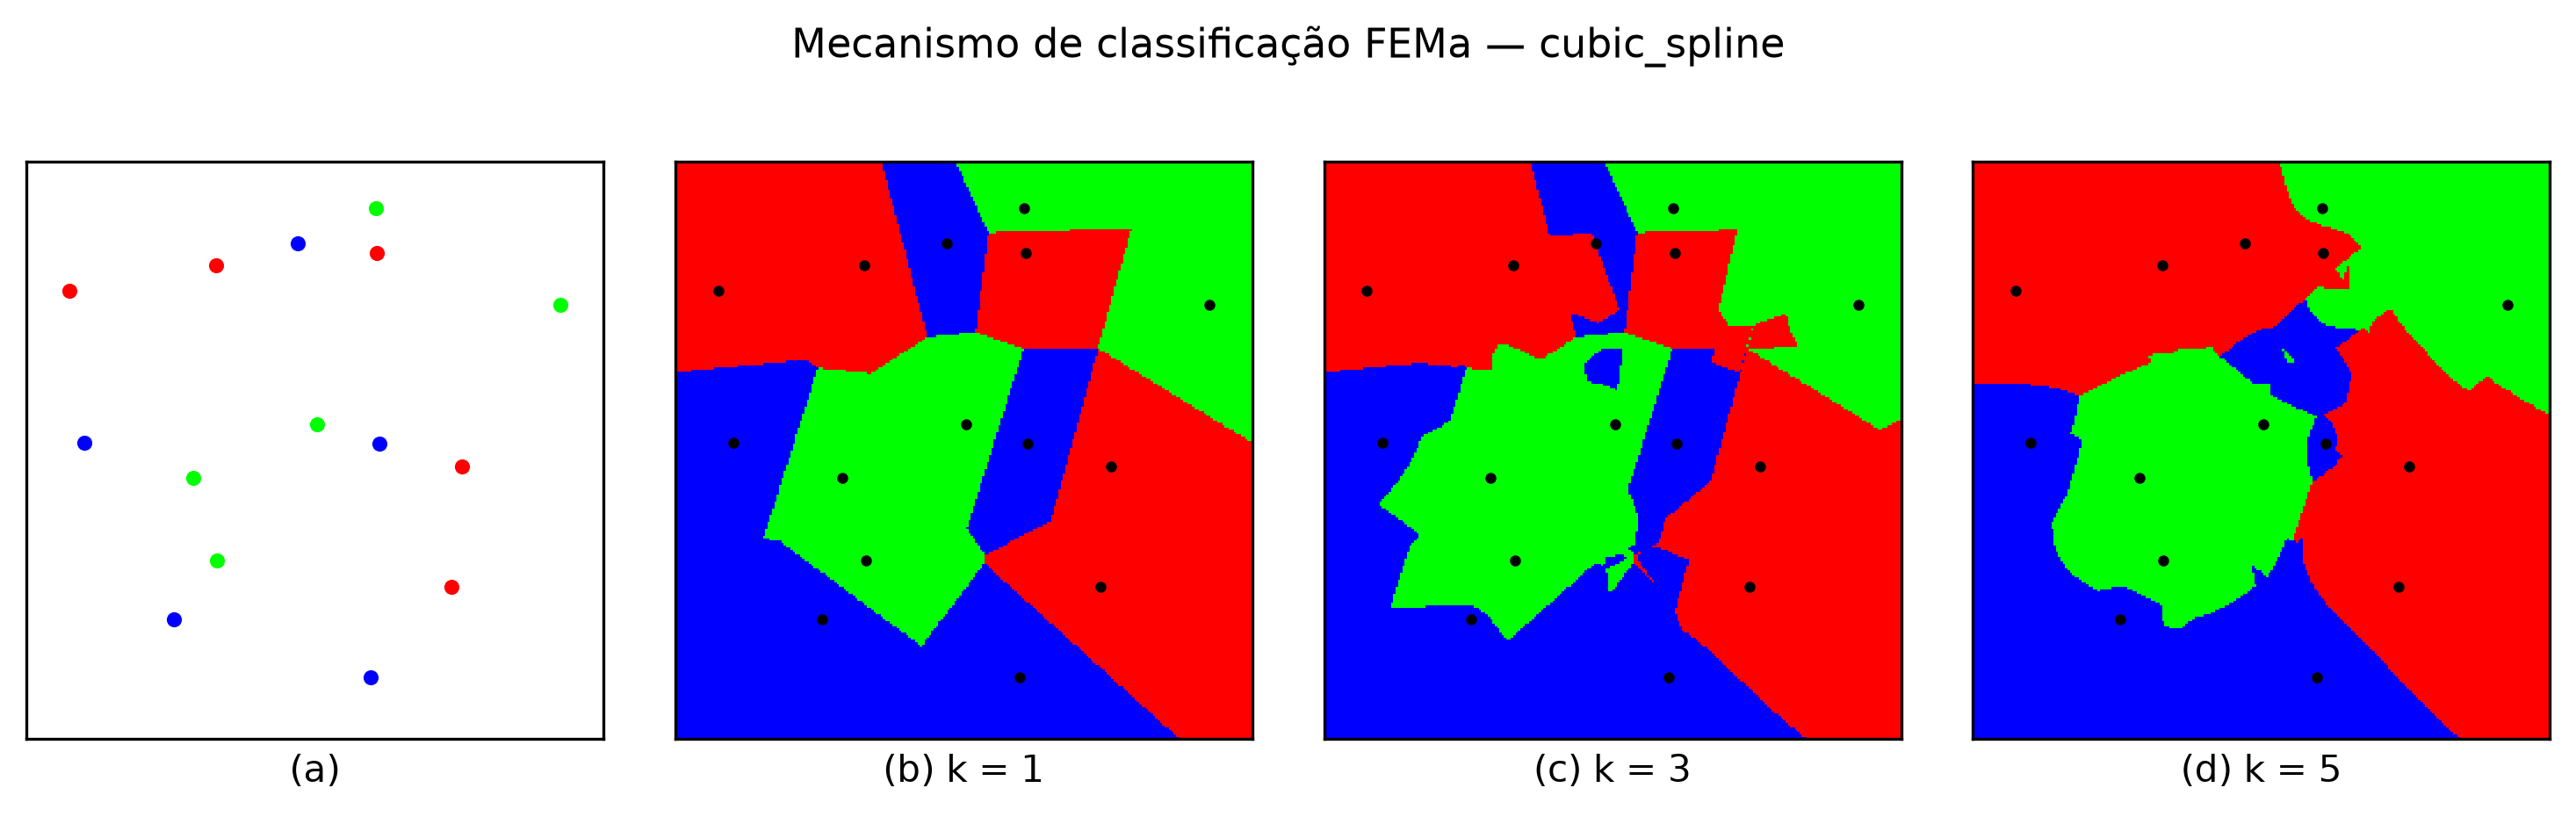 Mecanismo de classificação FEMa — cubic_spline
(a)
(b) k = 1
(c) k = 3
(d) k = 5